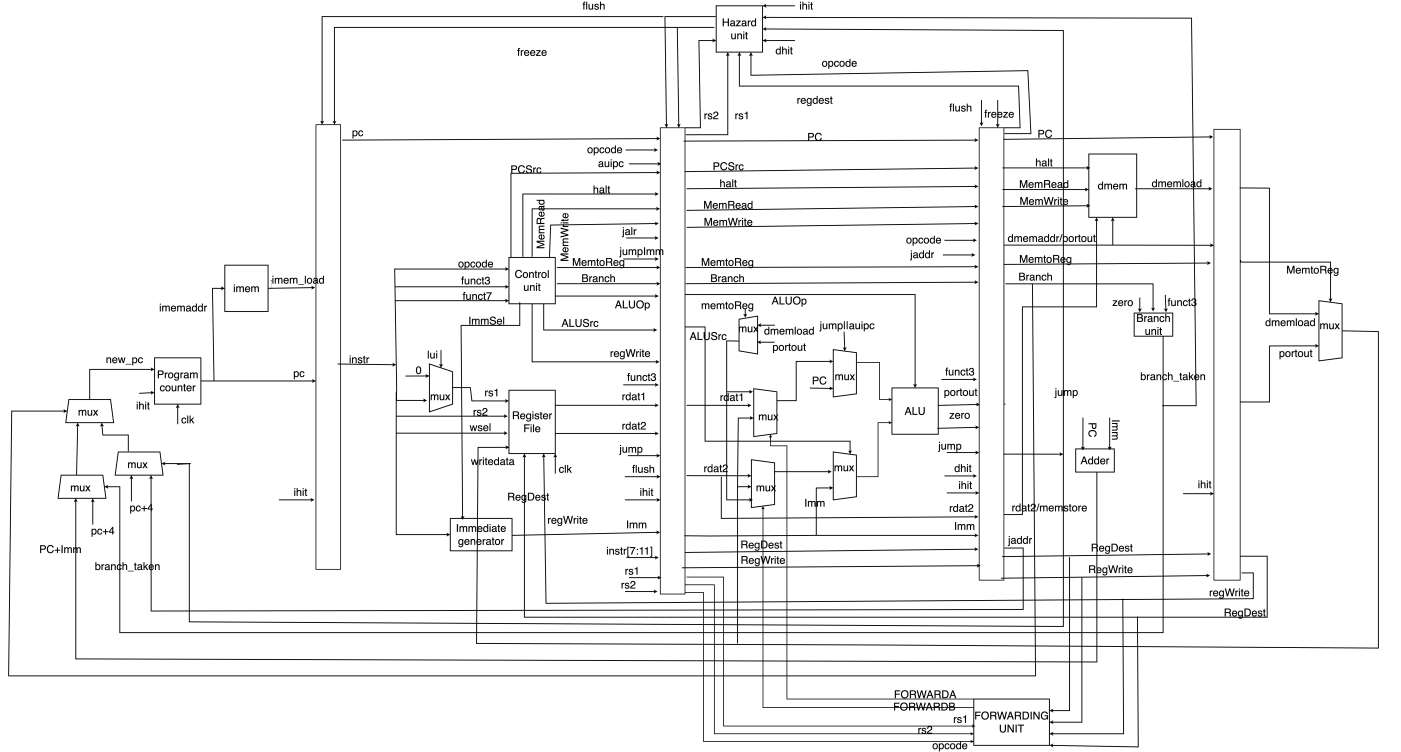 flush
ihit
Hazard
unit
freeze
dhit
opcode
regdest
rs2
rs1
flush
freeze
pc
PC
PC
opcode
auipc
PCSrc
PCSrc
halt
dmem
dmemload
halt
halt
MemRead
MemWrite
MemRead
MemRead
MemWrite
MemWrite
jalr
opcode
dmemaddr/portout
jumpImm
jaddr
opcode
Control
unit
MemtoReg
MemtoReg
MemtoReg
MemtoReg
imem
imem_load
funct3
Branch
Branch
Branch
funct7
imemaddr
ALUOp
ALUOp
memtoReg
zero
funct3
ImmSel
ALUSrc
ALUSrc
mux
dmemload
portout
jump||auipc
Branch
unit
dmemload
mux
portout
lui
regWrite
new_pc
instr
Program
counter
pc
0
mux
funct3
PC
mux
funct3
branch_taken
ihit
clk
rs1
Register
File
rdat1
rdat1
mux
ALU
portout
jump
mux
rs2
zero
wsel
rdat2
PC
Imm
mux
writedata
clk
jump
jump
Adder
flush
rdat2
mux
mux
dhit
mux
ihit
RegDest
ihit
Imm
ihit
ihit
pc+4
rdat2
rdat2/memstore
pc+4
regWrite
Immediate
generator
Imm
Imm
PC+Imm
instr[7:11]
RegDest
jaddr
RegDest
branch_taken
RegWrite
rs1
RegWrite
rs2
regWrite
RegDest
FORWARDA
FORWARDB
FORWARDING
UNIT
rs1
rs2
opcode